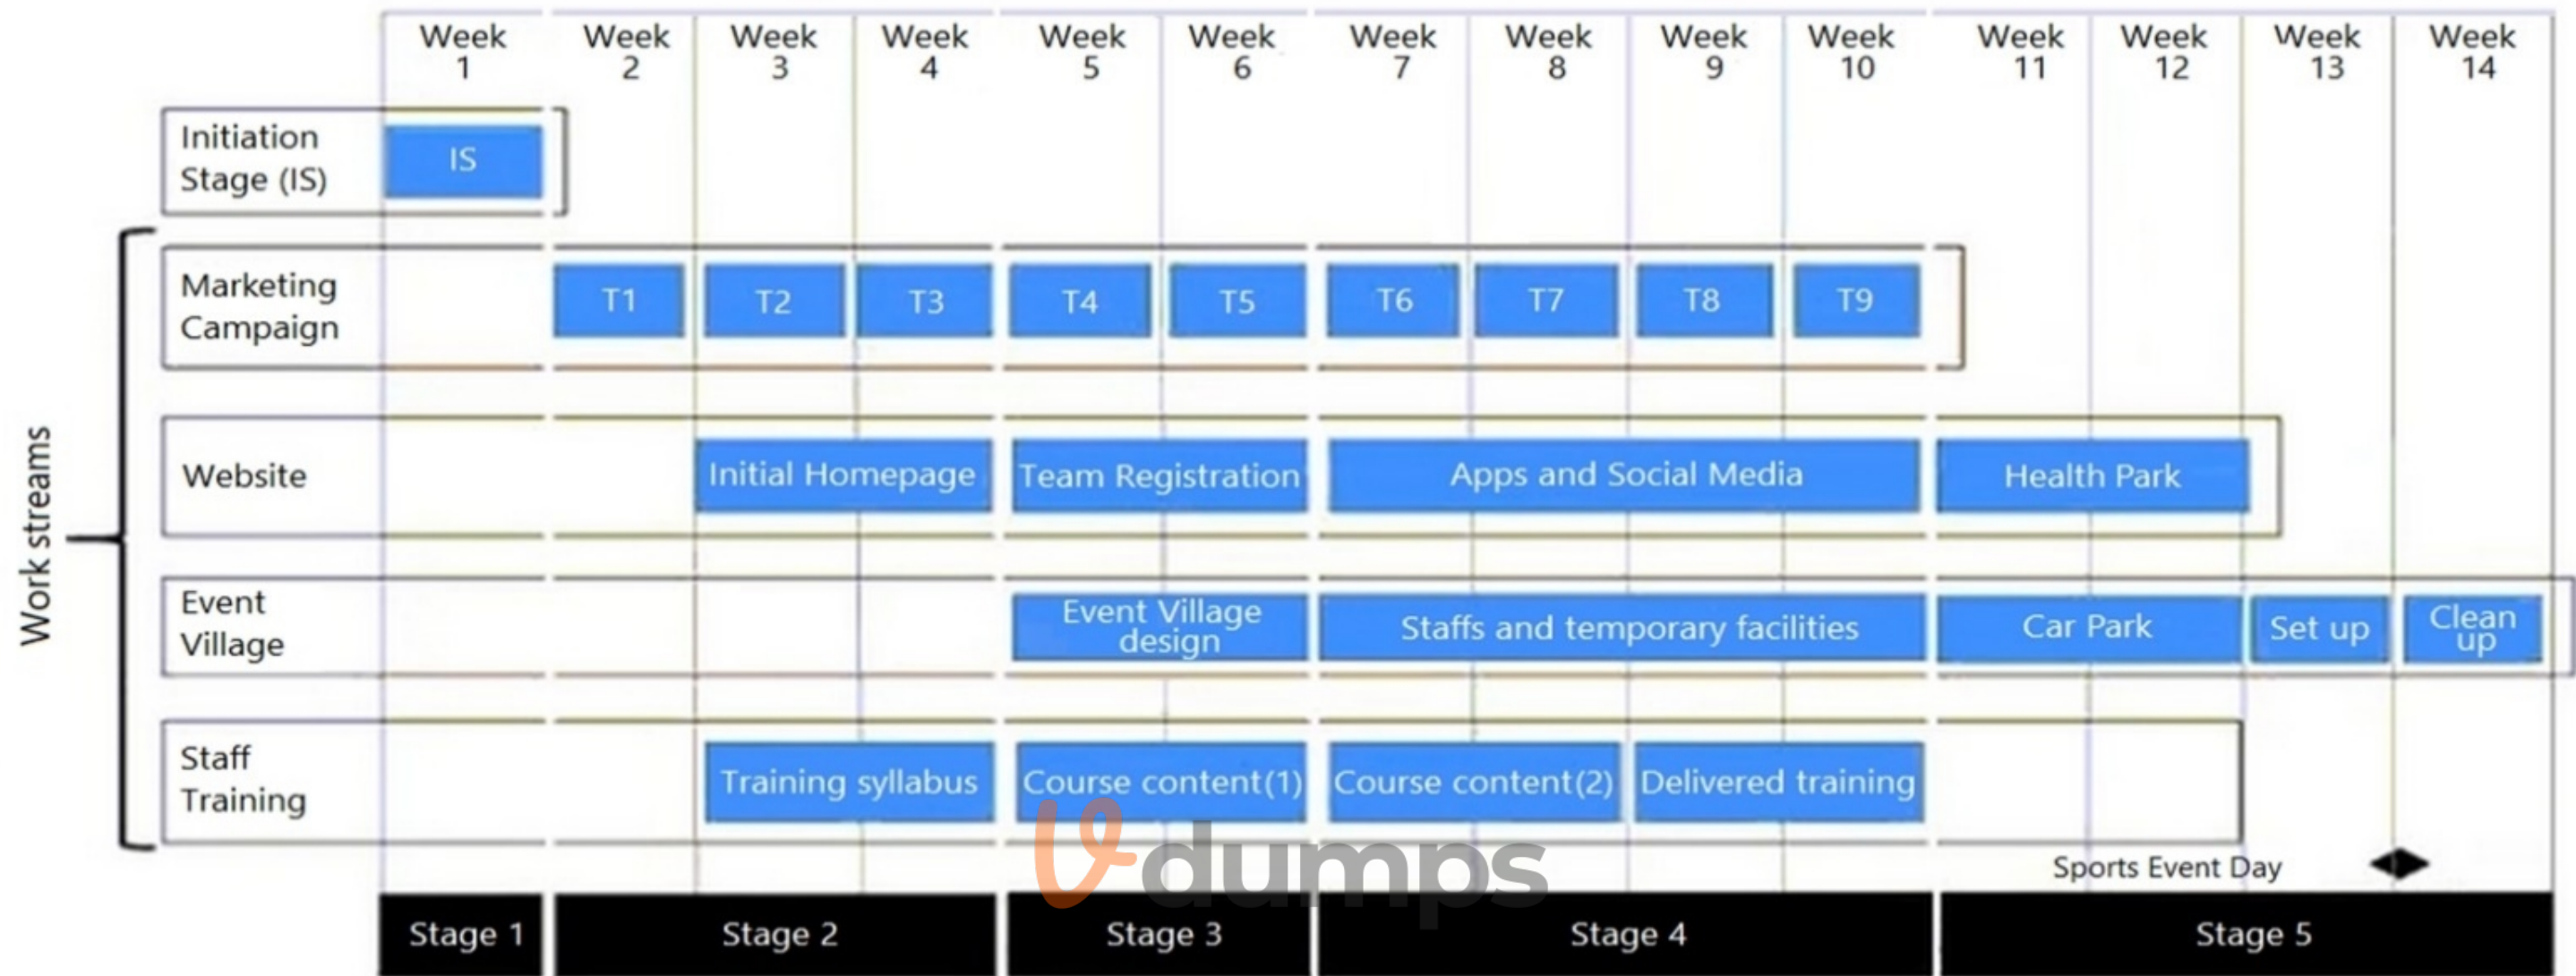 Week 1
Week 2
Week 3
Week 4
Week 5
Week 6
Week 7
Week 8
Week 9
Week 10
Week 11
Week 12
Week 13
Week 14
Initiation
Stage (IS)
IS
Work streams
Marketing
Campaign
T1
T2
T3
T4
T5
T6
T7
T8
T9
Website
Initial Homepage
Team Registration
Apps and Social Media
Health Park
Event
Village
Event Village
design
Staffs and temporary facilities
Car Park
Set up
Clean
up
Staff
Training
Training syllabus
Course content(1)
Course content(2)
Delivered training
Sports Event Day
Vdumps
Stage 1
Stage 2
Stage 3
Stage 4
Stage 5